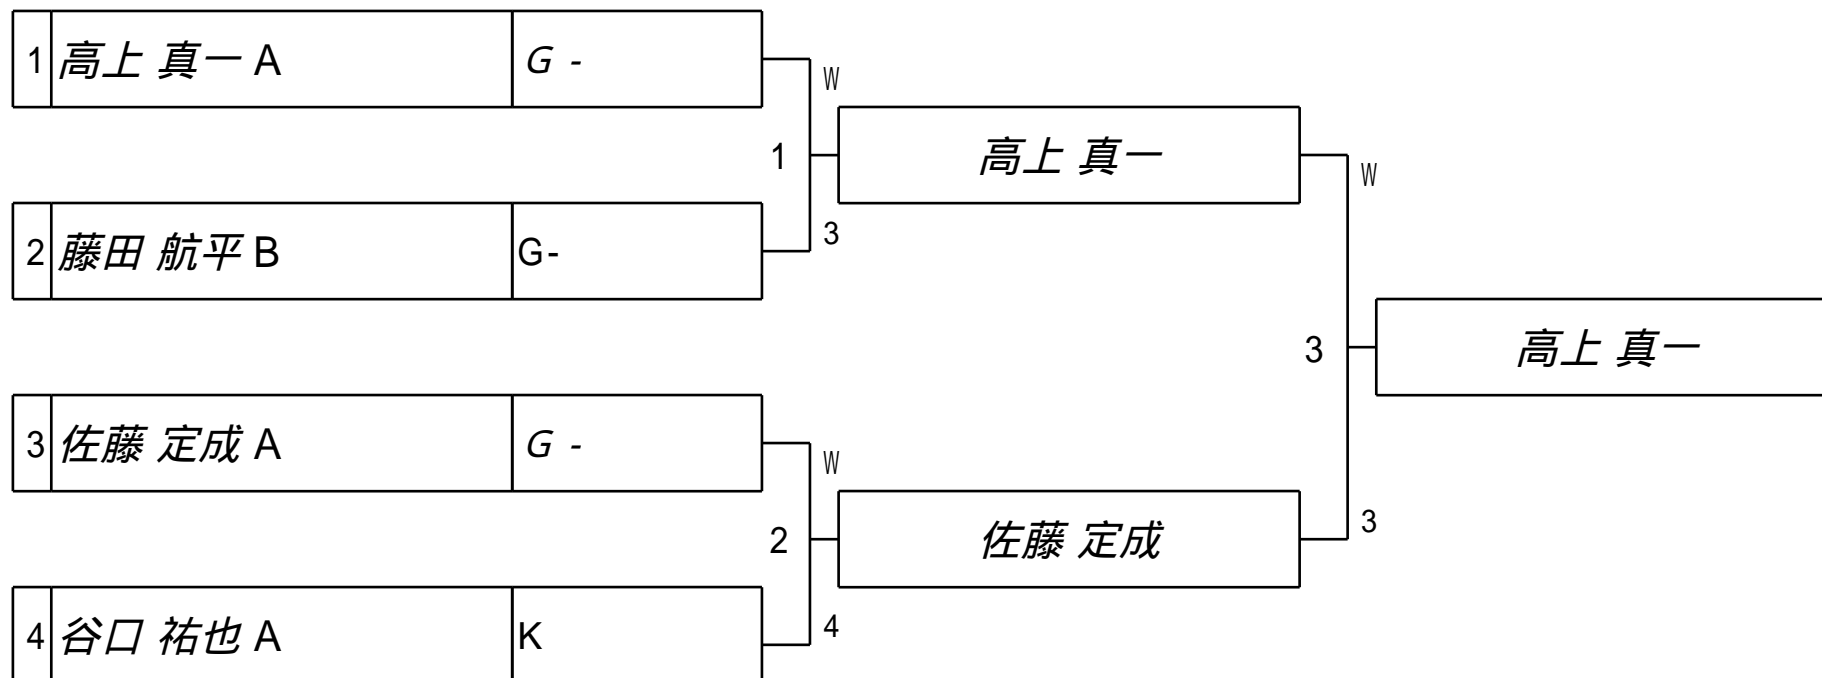 1 高上 真一 A G -
W
1 高上 真一
W
2 藤田 航平 B G-
3
3 高上 真一
3 佐藤 定成 A G -
W
2 佐藤 定成
3
4 谷口 祐也 A K
4